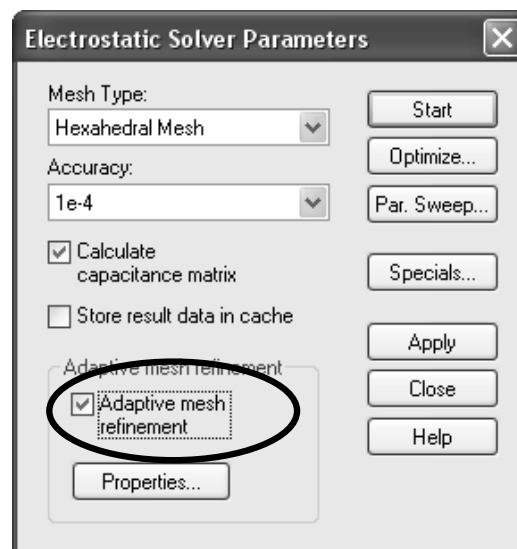 Electrostatic Solver Parameters
Mesh Type:
Hexahedral Mesh
Accuracy:
1e-4
Calculate
capacitance matrix
Store result data in cache
Adaptive mesh refinement
Adaptive mesh
refinement
Properties...
Start
Optimize...
Par. Sweep...
Specials...
Apply
Close
Help